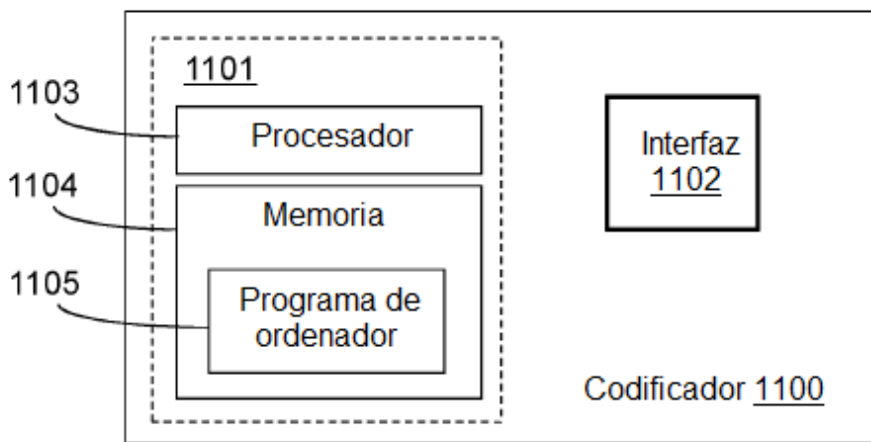 1101
1103
Procesador
Interfaz
1102
1104
Memoria
1105
Programa de
ordenador
Codificador 1100